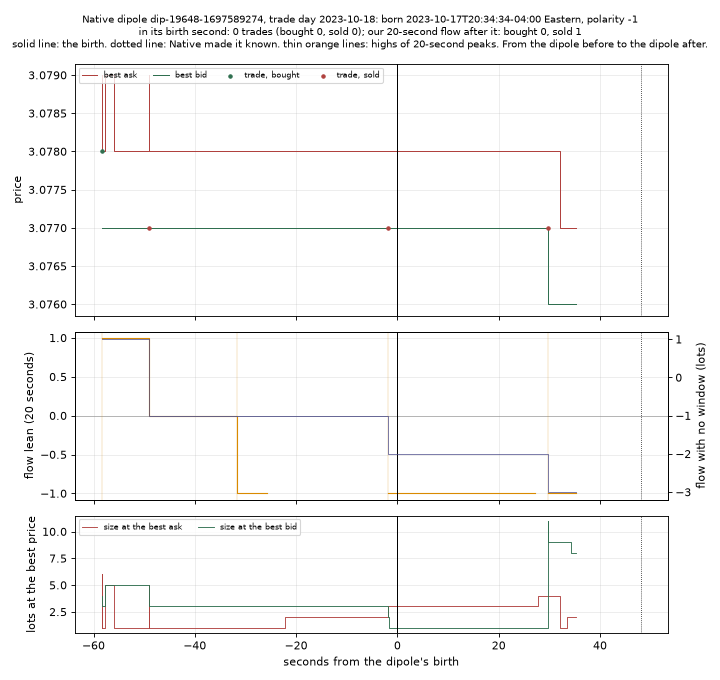 Native dipole dip-19648-1697589274, trade day 2023-10-18: born 2023-10-17T20:34:34-04:00 Eastern, polarity -1
in its birth second: 0 trades (bought 0, sold 0); our 20-second flow after it: bought 0, sold 1
solid line: the birth. dotted line: Native made it known. thin orange lines: highs of 20-second peaks. From the dipole before to the dipole after.
best ask best bid trade, bought trade, sold
3.0790
3.0785
3.0780
3.0775
3.0770
3.0765
3.0760
price
1.0
0.5
0.0
−0.5
−1.0
flow lean (20 seconds)
1
0
−1
−2
−3
flow with no window (lots)
size at the best ask size at the best bid
10.0
7.5
5.0
2.5
lots at the best price
−60 −40 −20 0 20 40
seconds from the dipole's birth